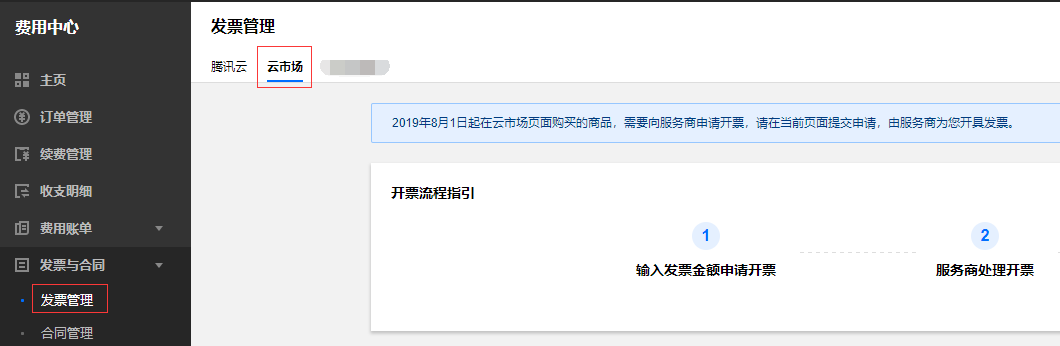 费用中心
主页
订单管理
续费管理
收支明细
费用账单
发票与合同
发票管理
合同管理
发票管理
腾讯云 云市场
2019年8月1日起在云市场页面购买的商品，需要向服务商申请开票，请在当前页面提交申请，由服务商为您开具发票。
开票流程指引
1 2
输入发票金额申请开票 服务商处理开票